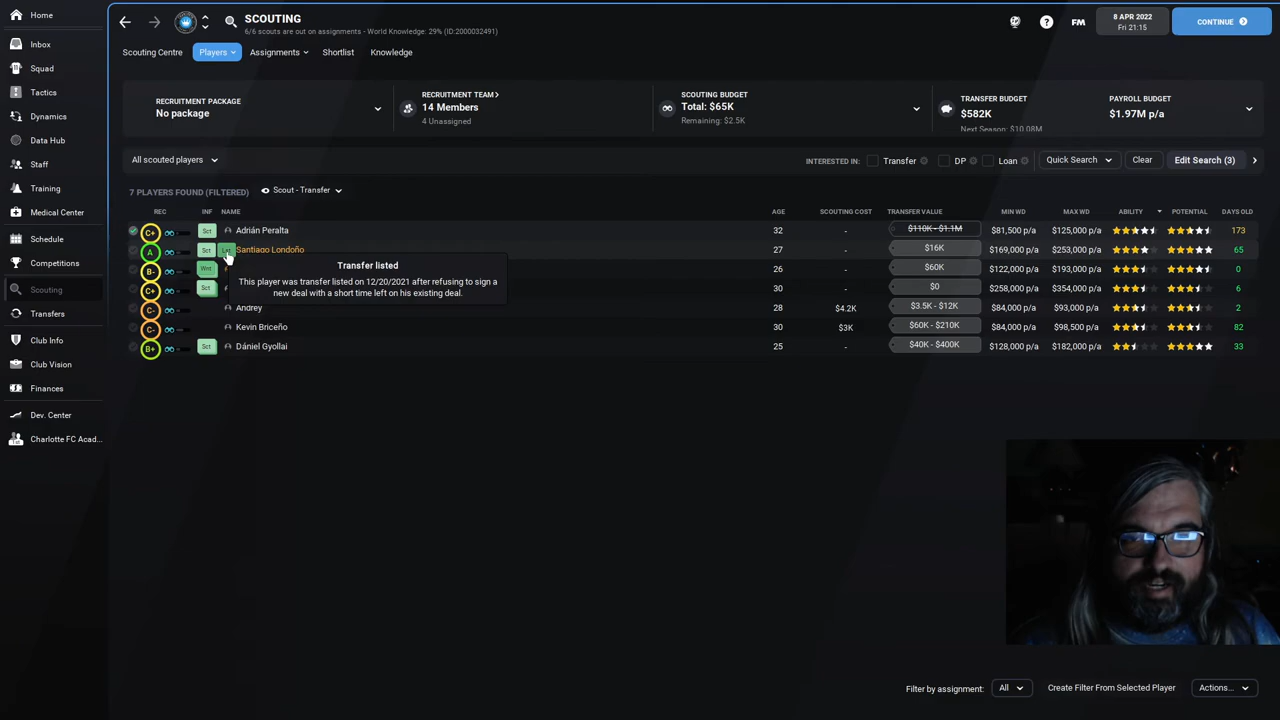 Home
Inbox
Squad
Tactics
Dynamics
Data Hub
Staff
Training
Medical Center
Schedule
Competitions
Scouting
Transfers
Club Info
Club Vision
Finances
Dev. Center
Charlotte FC Acad...
SCOUTING
6/6 scouts are out on assignments - World Knowledge: 29% (ID:2000032491)
FM
8 APR 2022
Fri 21:15
CONTINUE
Scouting Centre
Players
Assignments
Shortlist
Knowledge
RECRUITMENT PACKAGE
No package
RECRUITMENT TEAM
14 Members
4 Unassigned
SCOUTING BUDGET
Total: $65K
Remaining: $2.5K
TRANSFER BUDGET
$582K
Next Season: $10.08M
PAYROLL BUDGET
$1.97M p/a
All scouted players
INTERESTED IN: Transfer DP Loan Quick Search Clear Edit Search (3)
7 PLAYERS FOUND (FILTERED) Scout - Transfer
REC INF NAME AGE SCOUTING COST TRANSFER VALUE MIN WD MAX WD ABILITY POTENTIAL DAYS OLD
C+ Sct Adrián Peralta 32 - $110K - $1.1M $81,500 p/a $125,000 p/a 173
A Sct Santiago Londoño 27 - $16K $169,000 p/a $253,000 p/a 65
B- Wnt 26 - $60K $122,000 p/a $193,000 p/a 0
C+ Sct 30 - $0 $258,000 p/a $354,000 p/a 6
C- Andrey 28 $4.2K $3.5K - $12K $84,000 p/a $93,000 p/a 2
C- Kevin Briceño 30 $3K $60K - $210K $84,000 p/a $98,500 p/a 82
B+ Sct Dániel Gyollai 25 - $40K - $400K $128,000 p/a $182,000 p/a 33
Transfer listed
This player was transfer listed on 12/20/2021 after refusing to sign a
new deal with a short time left on his existing deal.
Filter by assignment: All Create Filter From Selected Player Actions...